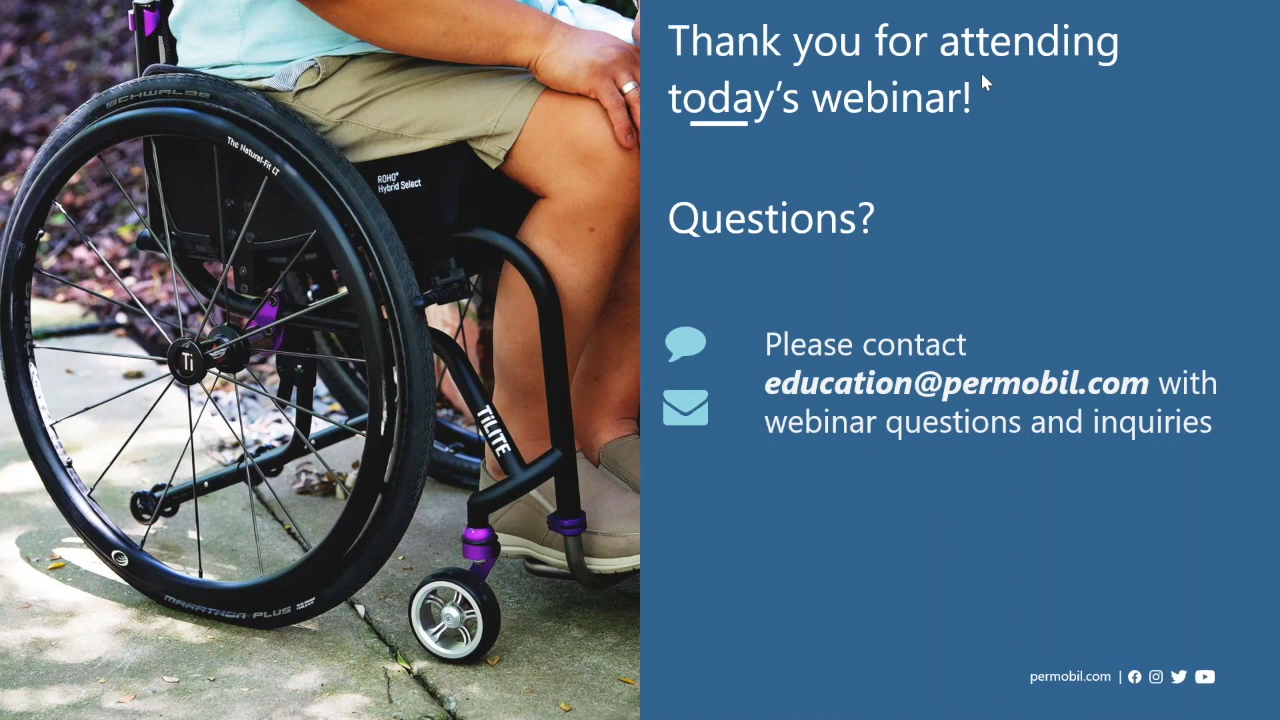 SCHWALBE
The Natural-Fit LT
ROHO®
Hybrid Select
Ti
TiLITE
MARATHON PLUS
Thank you for attending
today’s webinar!
Questions?
Please contact
education@permobil.com with
webinar questions and inquiries
permobil.com |